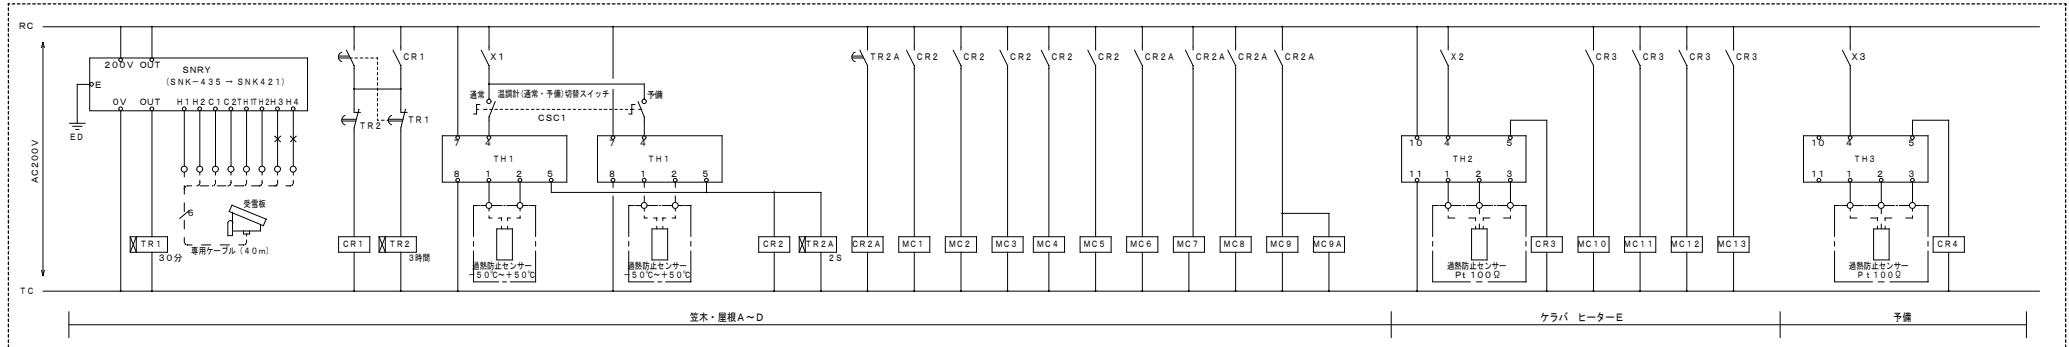 RC
200V OUT
SNRY
(SNK-435 → SNK421)
E
0V OUT H1 H2 C1 C2 TH1 TH2 H3 H4
ED
AC200V
6
受雪板
専用ケーブル (40m)
TR1
30分
CR1
TR2
TR1
CR1
TR2
3時間
X1
通常 温調計(通常・予備)切替スイッチ 予備
CSC1
7 4
TH1
8 1 2 5
過熱防止センサー
-50℃~+50℃
7 4
TH1
8 1 2 5
過熱防止センサー
-50℃~+50℃
CR2
TR2A
2S
TR2A CR2 CR2 CR2 CR2 CR2 CR2A CR2A CR2A CR2A
CR2A MC1 MC2 MC3 MC4 MC5 MC6 MC7 MC8 MC9 MC9A
X2
10 4 5
TH2
11 1 2 3
過熱防止センサー
Pt100Ω
CR3
CR3 CR3 CR3 CR3
MC10 MC11 MC12 MC13
X3
10 4 5
TH3
11 1 2 3
過熱防止センサー
Pt100Ω
CR4
TC
笠木・屋根A~D
ケラバ ヒーターE
予備